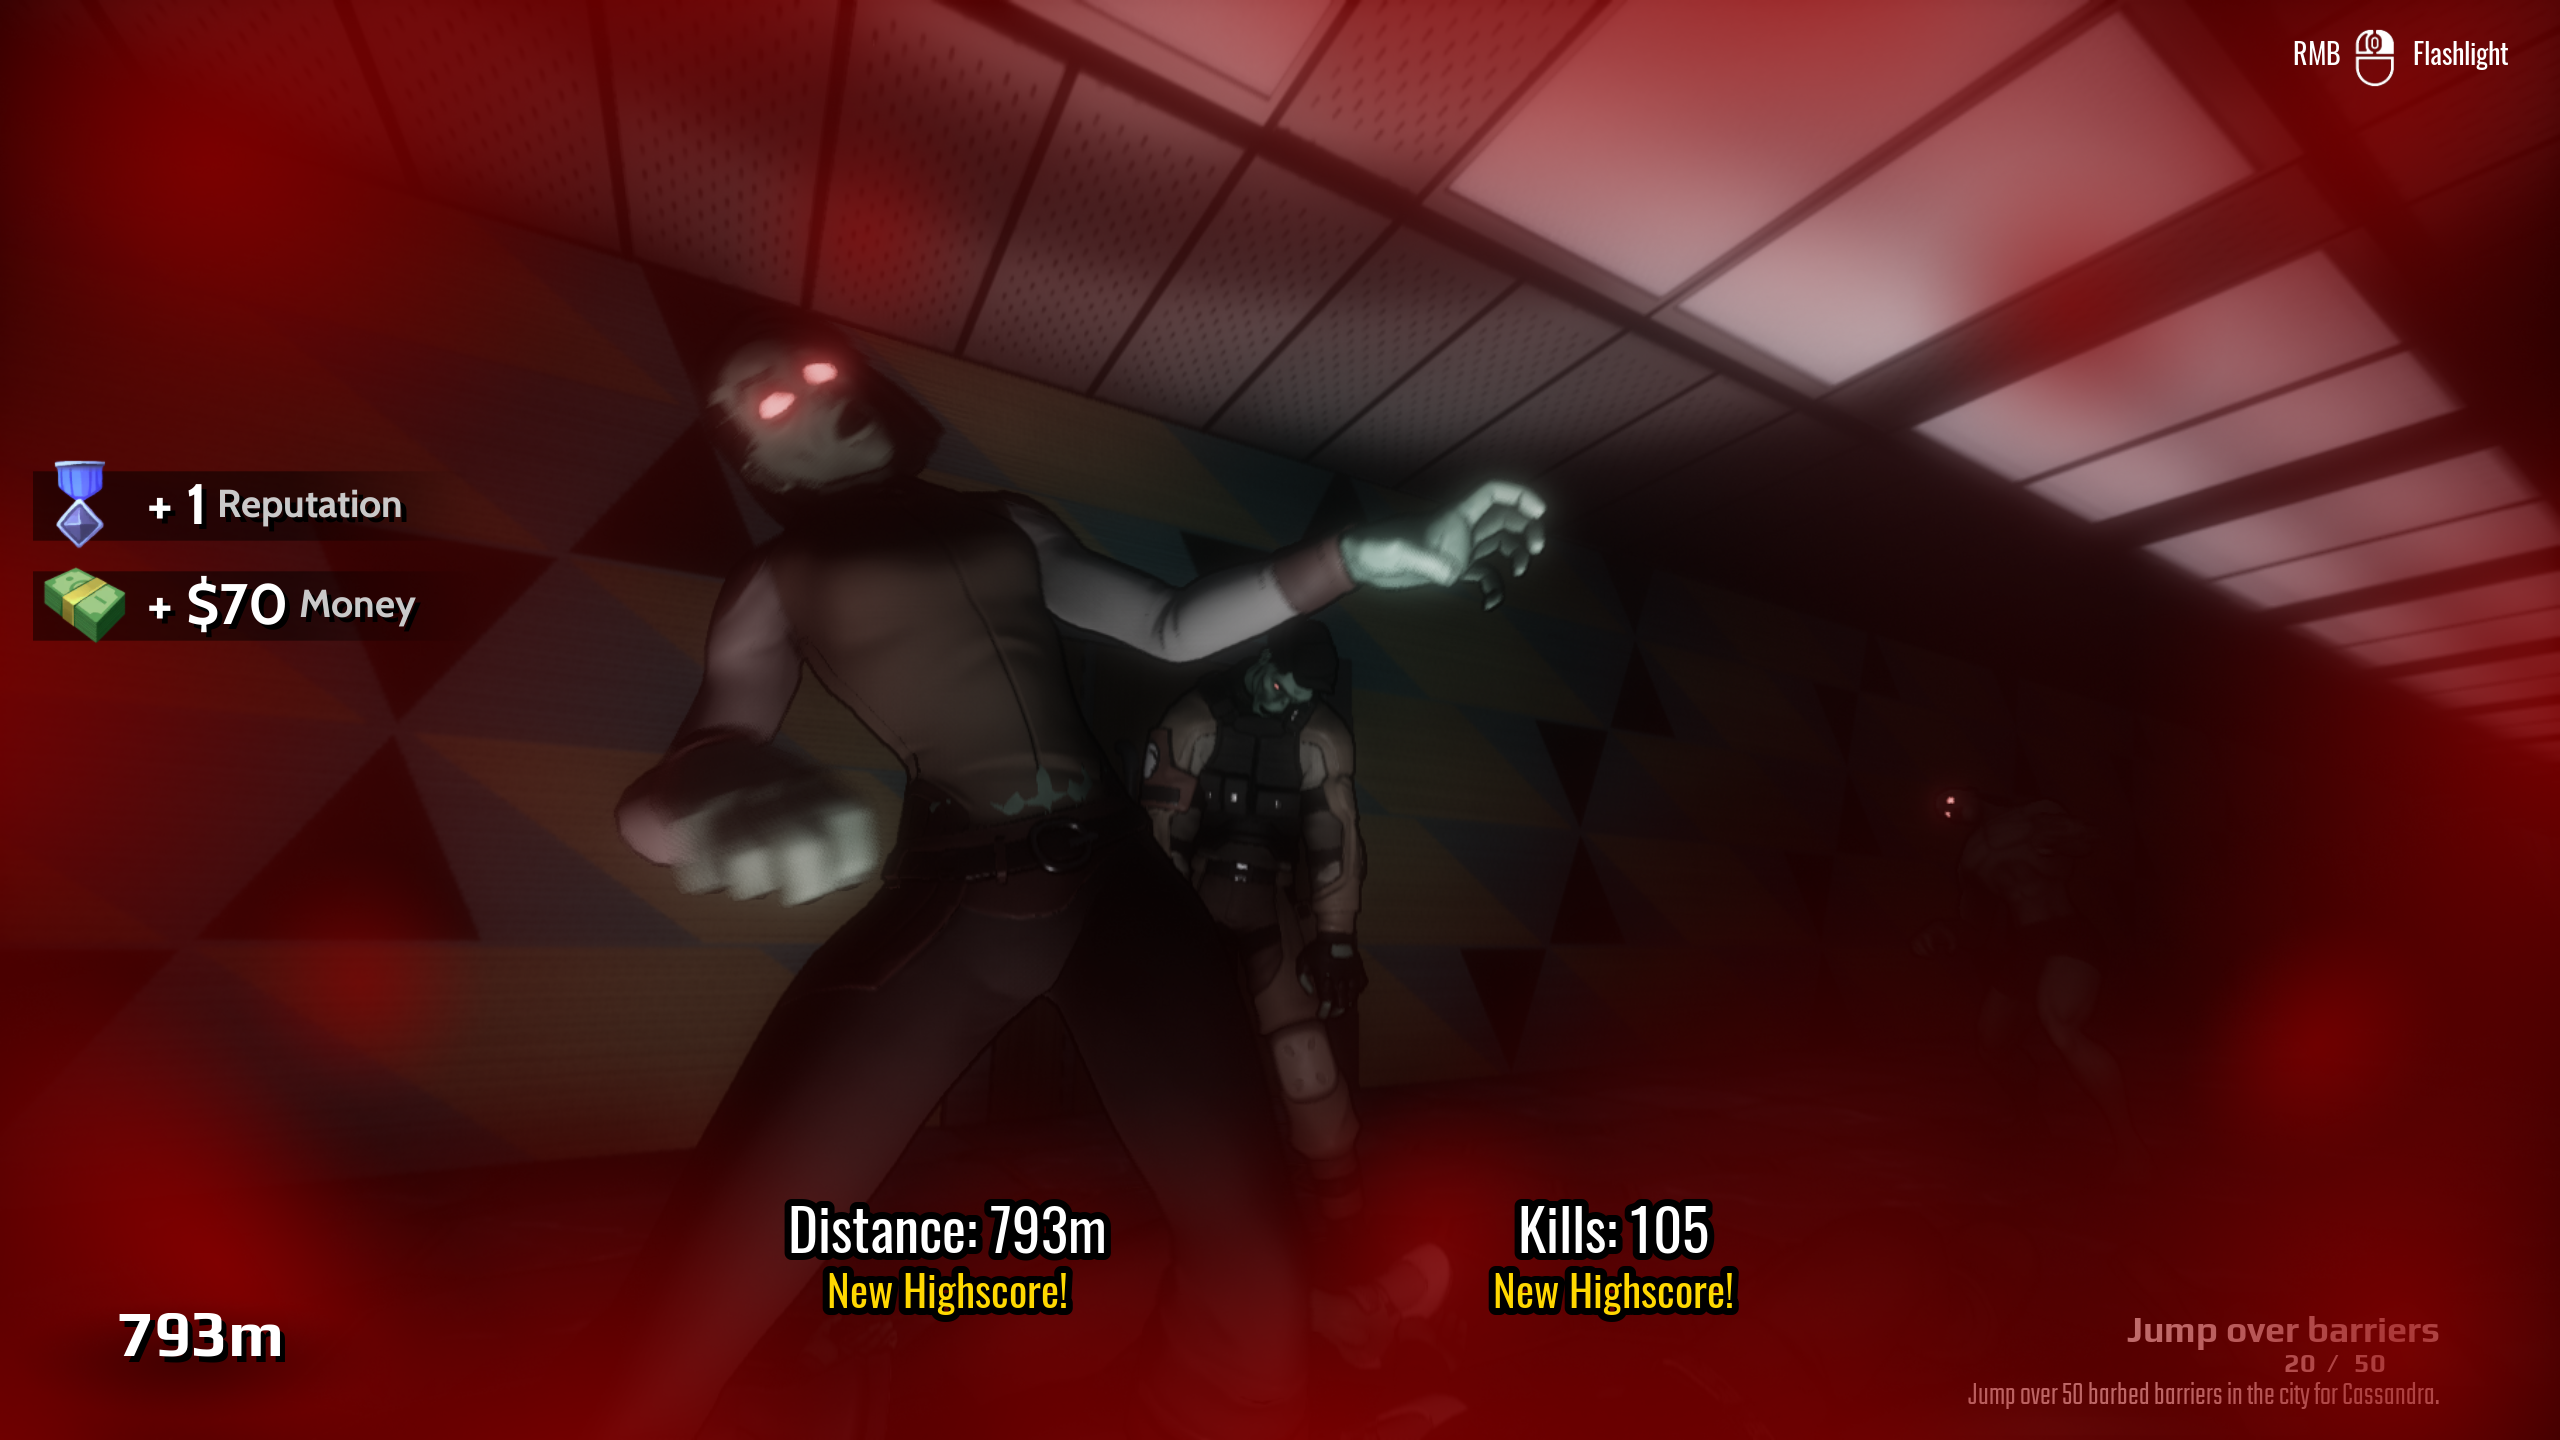 RMB Flashlight
+ 1 Reputation
+ $70 Money
Distance: 793m
New Highscore!
Kills: 105
New Highscore!
793m
Jump over barriers
20 / 50
Jump over 50 barbed barriers in the city for Cassandra.